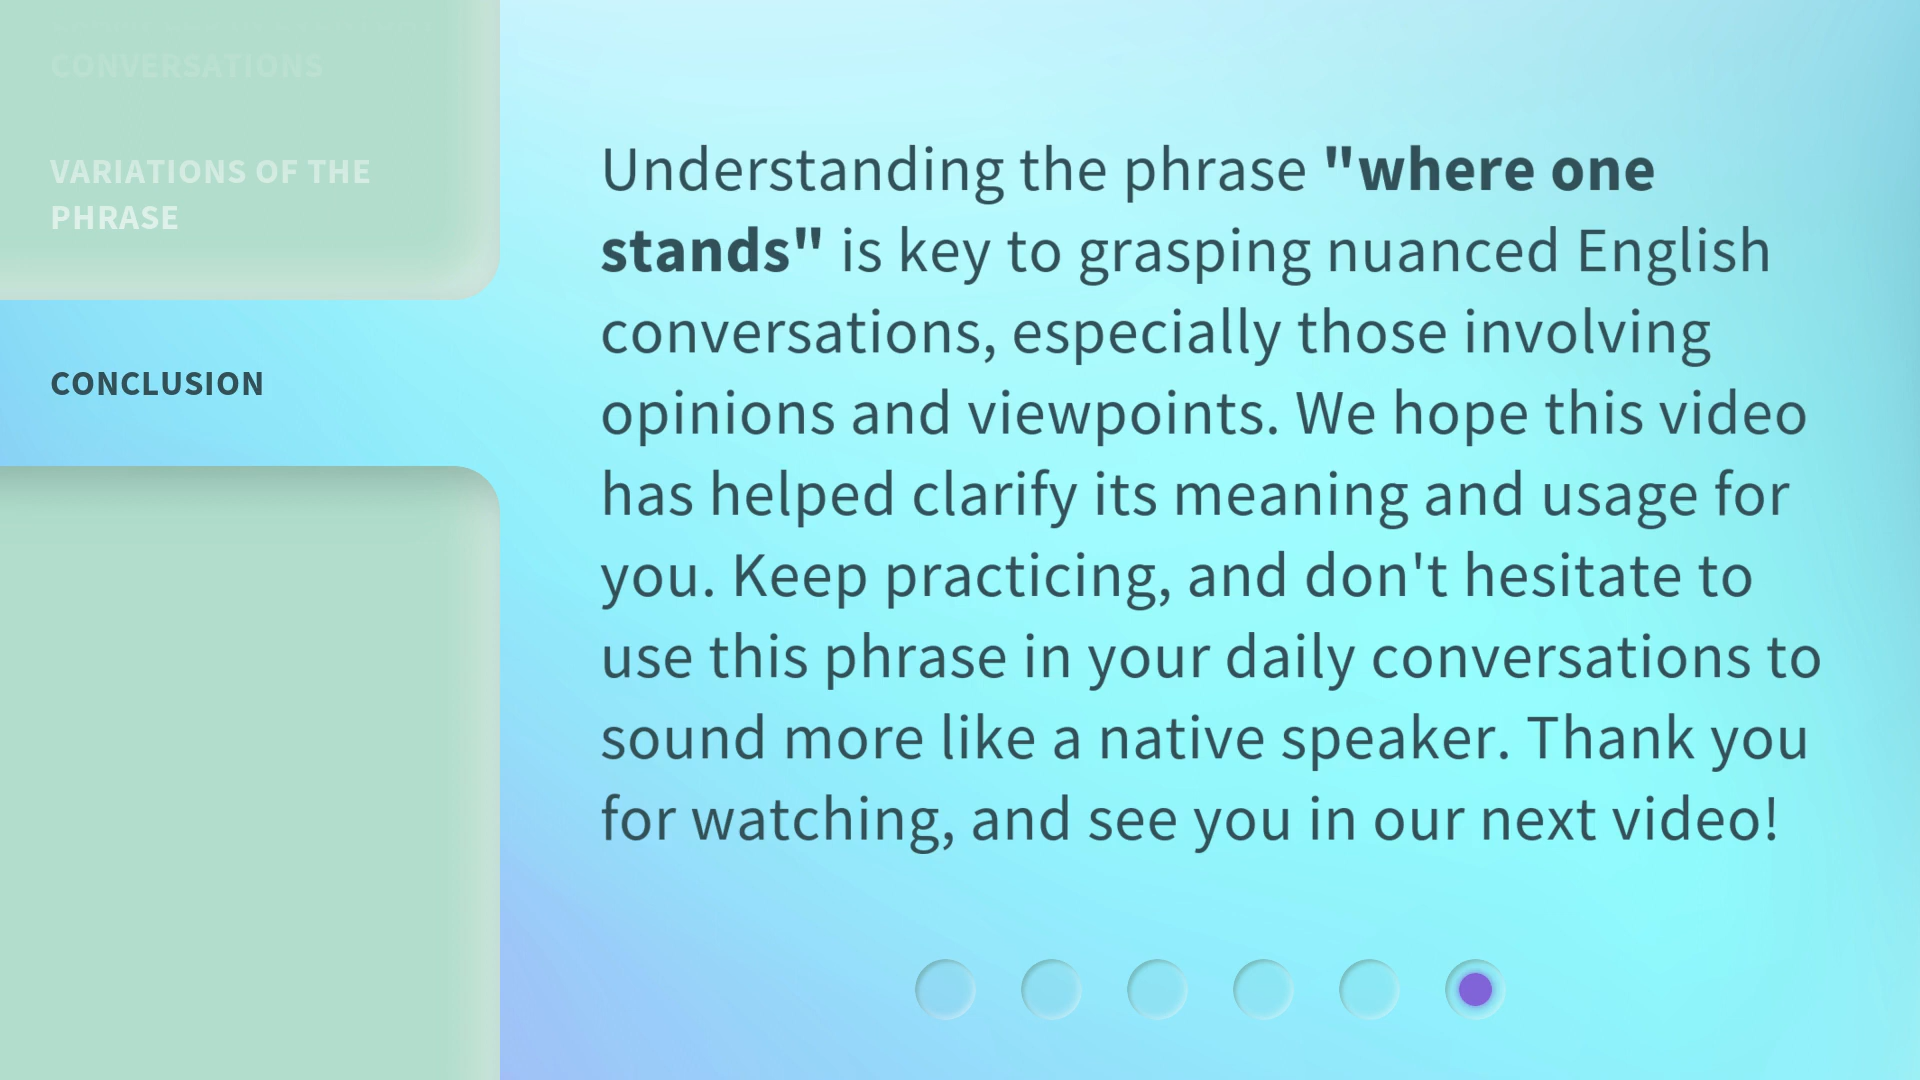 CONVERSATIONS
VARIATIONS OF THE
PHRASE
CONCLUSION
Understanding the phrase "where one
stands" is key to grasping nuanced English
conversations, especially those involving
opinions and viewpoints. We hope this video
has helped clarify its meaning and usage for
you. Keep practicing, and don't hesitate to
use this phrase in your daily conversations to
sound more like a native speaker. Thank you
for watching, and see you in our next video!